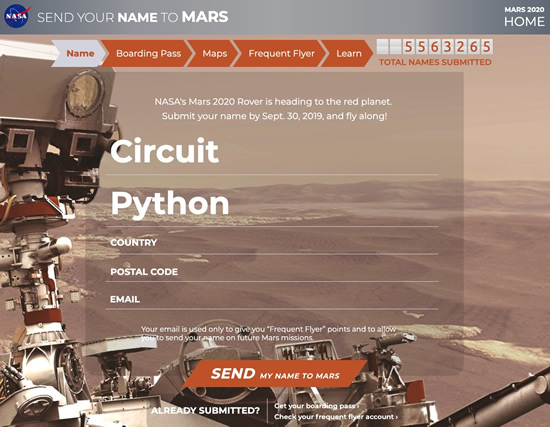 NASA
SEND YOUR NAME TO MARS
MARS 2020
HOME
Name
Boarding Pass
Maps
Frequent Flyer
Learn
5563265
TOTAL NAMES SUBMITTED
NASA's Mars 2020 Rover is heading to the red planet.
Submit your name by Sept. 30, 2019, and fly along!
Circuit
Python
COUNTRY
POSTAL CODE
EMAIL
Your email is used only to give you "Frequent Flyer" points and to allow
you to send your name on future Mars missions.
SEND MY NAME TO MARS
ALREADY SUBMITTED?
Get your boarding pass ›
Check your frequent flyer account ›